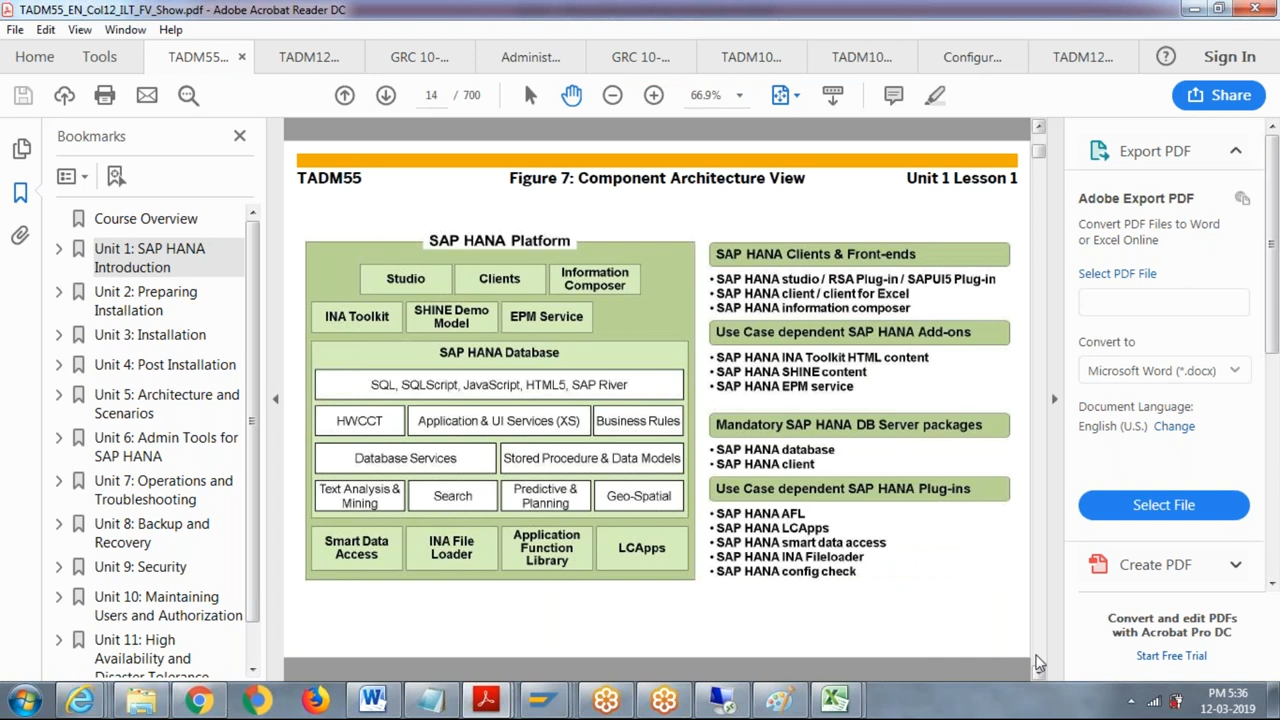 TADM55_EN_Col12_ILT_FV_Show.pdf - Adobe Acrobat Reader DC
File Edit View Window Help
Home Tools TADM55... × TADM12... GRC 10-... Administ... GRC 10-... TADM10... TADM10... Configur... TADM12... ? Sign In
14 / 700 66.9% Share
Bookmarks
Course Overview
Unit 1: SAP HANA
Introduction
Unit 2: Preparing
Installation
Unit 3: Installation
Unit 4: Post Installation
Unit 5: Architecture and
Scenarios
Unit 6: Admin Tools for
SAP HANA
Unit 7: Operations and
Troubleshooting
Unit 8: Backup and
Recovery
Unit 9: Security
Unit 10: Maintaining
Users and Authorization
Unit 11: High
Availability and
Disaster Tolerance
TADM55 Figure 7: Component Architecture View Unit 1 Lesson 1
SAP HANA Platform
Studio
Clients
Information
Composer
INA Toolkit
SHINE Demo
Model
EPM Service
SAP HANA Database
SQL, SQLScript, JavaScript, HTML5, SAP River
HWCCT
Application & UI Services (XS)
Business Rules
Database Services
Stored Procedure & Data Models
Text Analysis &
Mining
Search
Predictive &
Planning
Geo-Spatial
Smart Data
Access
INA File
Loader
Application
Function
Library
LCApps
SAP HANA Clients & Front-ends
• SAP HANA studio / RSA Plug-in / SAPUI5 Plug-in
• SAP HANA client / client for Excel
• SAP HANA information composer
Use Case dependent SAP HANA Add-ons
• SAP HANA INA Toolkit HTML content
• SAP HANA SHINE content
• SAP HANA EPM service
Mandatory SAP HANA DB Server packages
• SAP HANA database
• SAP HANA client
Use Case dependent SAP HANA Plug-ins
• SAP HANA AFL
• SAP HANA LCApps
• SAP HANA smart data access
• SAP HANA INA Fileloader
• SAP HANA config check
Export PDF
Adobe Export PDF
Convert PDF Files to Word
or Excel Online
Select PDF File
Convert to
Microsoft Word (*.docx)
Document Language:
English (U.S.) Change
Select File
Create PDF
Convert and edit PDFs
with Acrobat Pro DC
Start Free Trial
PM 5:36
12-03-2019